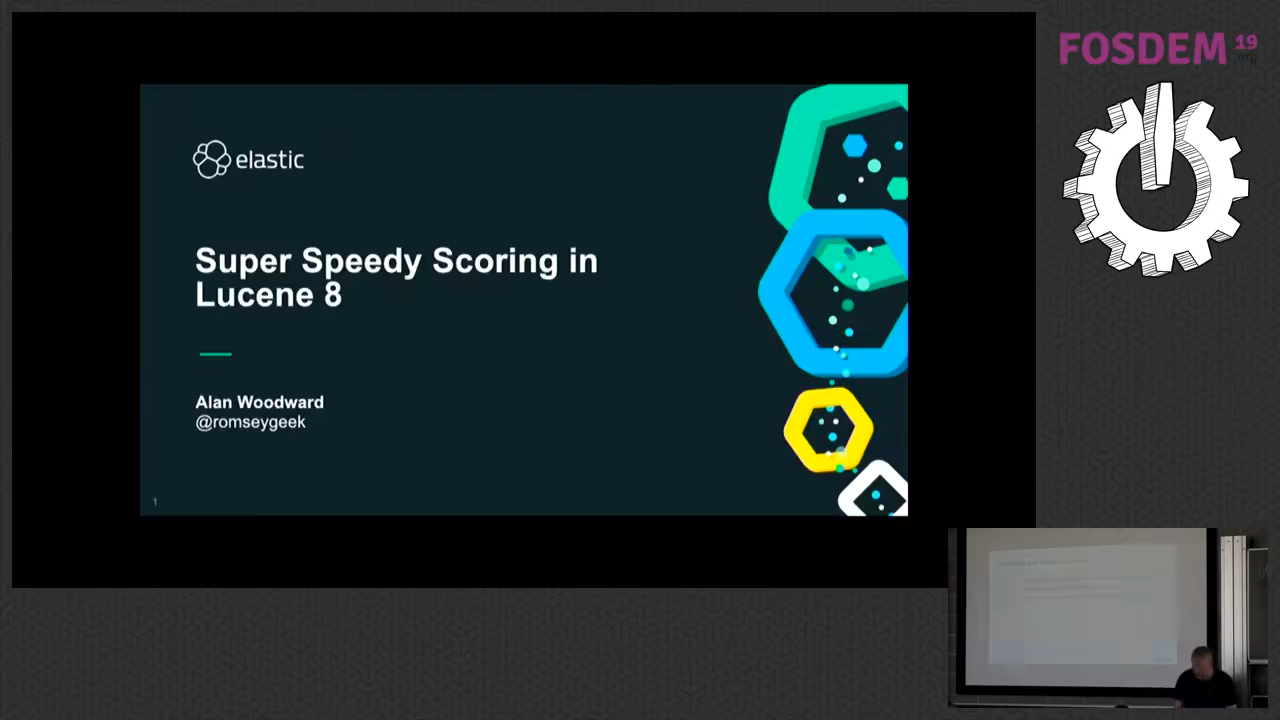 FOSDEM 19
.org
elastic
Super Speedy Scoring in
Lucene 8
Alan Woodward
@romseygeek
1